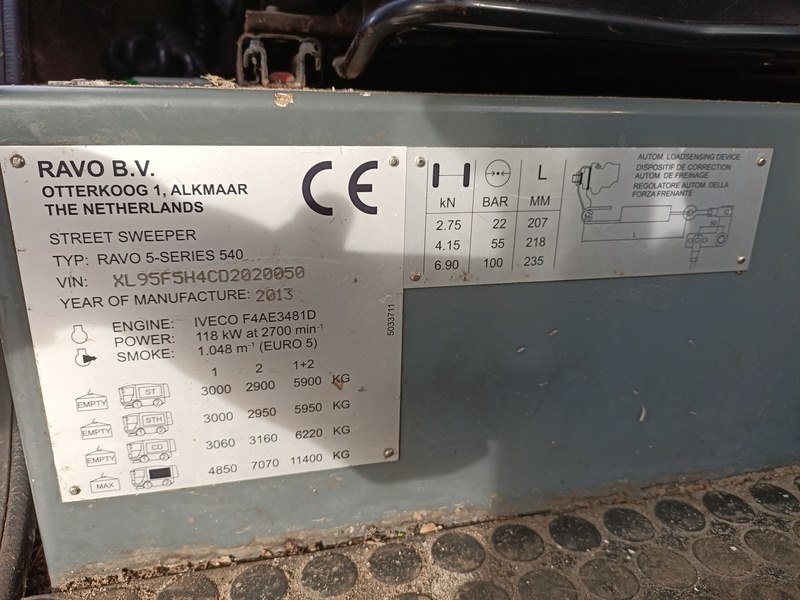 RAVO B.V.
OTTERKOOG 1, ALKMAAR
THE NETHERLANDS
CE
STREET SWEEPER
TYP: RAVO 5-SERIES 540
VIN: XL95F5H4CD2020050
YEAR OF MANUFACTURE: 2013
ENGINE: IVECO F4AE3481D
POWER: 118 kW at 2700 min⁻¹
SMOKE: 1.048 m⁻¹ (EURO 5)
1 2 1+2
EMPTY ST 3000 2900 5900 KG
EMPTY STH 3000 2950 5950 KG
EMPTY CD 3060 3160 6220 KG
MAX 4850 7070 11400 KG
5033711
L
kN BAR MM
2.75 22 207
4.15 55 218
6.90 100 235
AUTOM. LOADSENSING DEVICE
DISPOSITIF DE CORRECTION
AUTOM. DE FREINAGE
REGOLATORE AUTOM. DELLA
FORZA FRENANTE
L